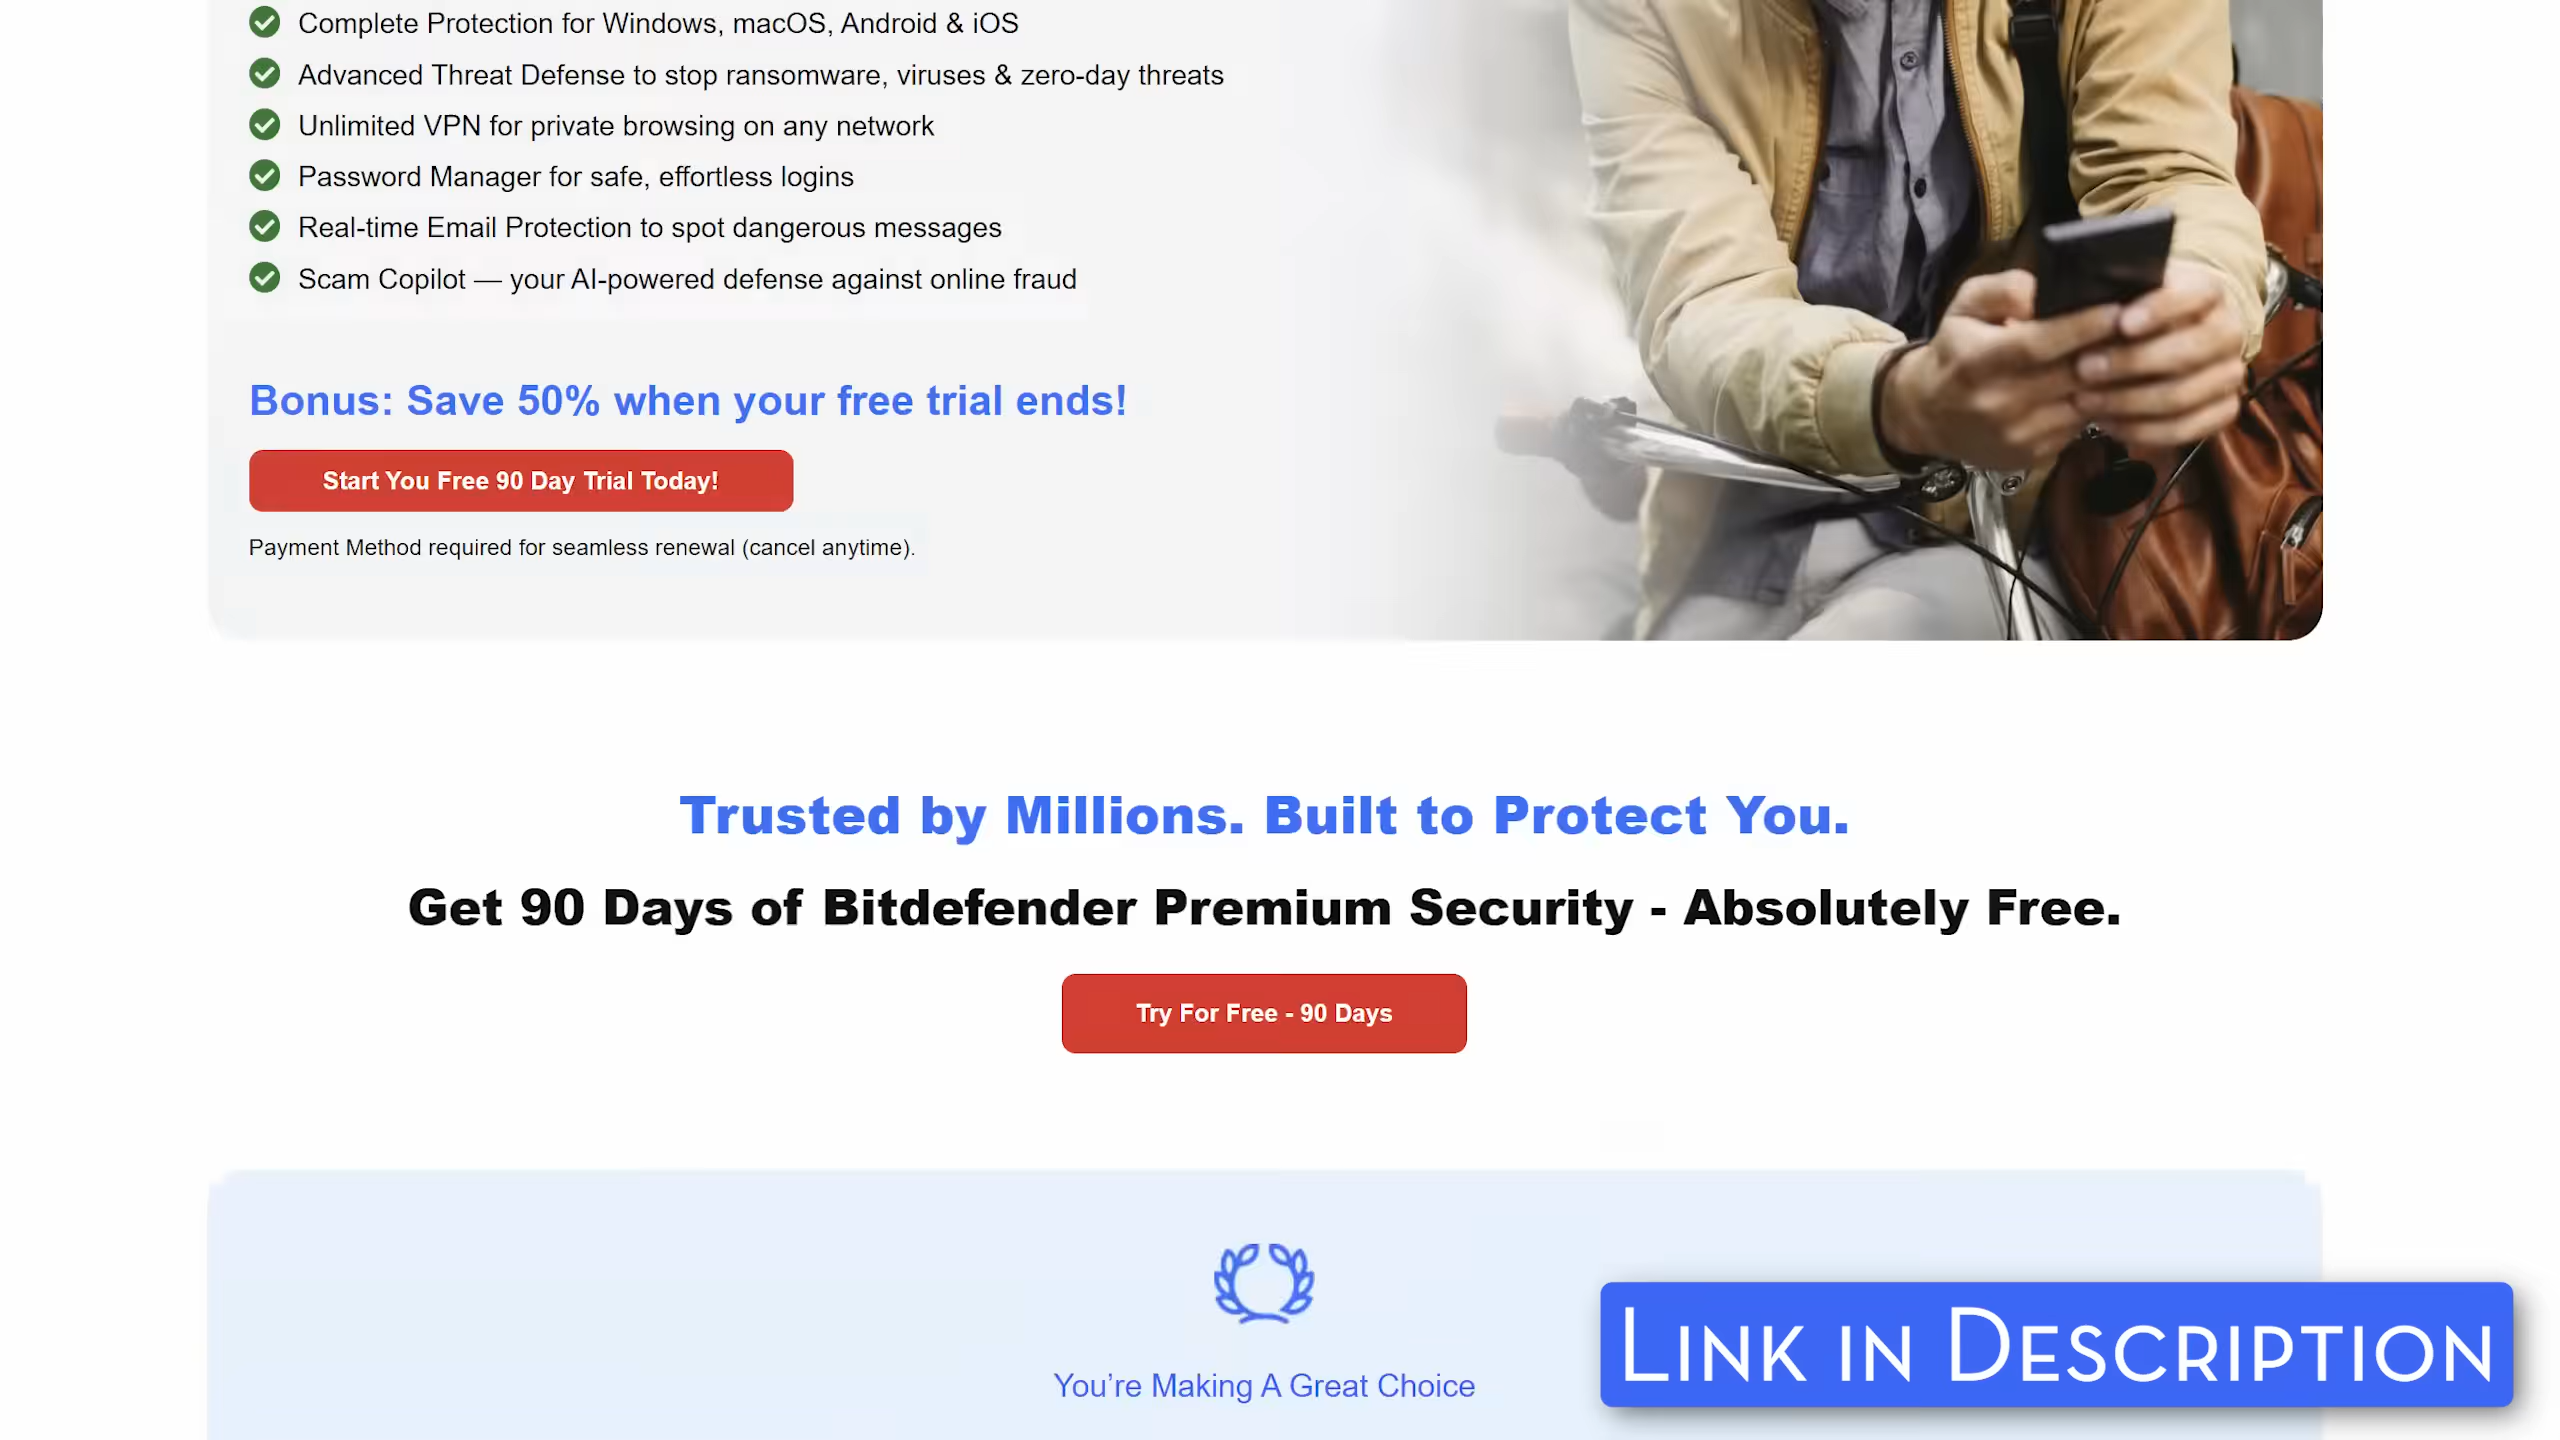 Complete Protection for Windows, macOS, Android & iOS
Advanced Threat Defense to stop ransomware, viruses & zero-day threats
Unlimited VPN for private browsing on any network
Password Manager for safe, effortless logins
Real-time Email Protection to spot dangerous messages
Scam Copilot — your AI-powered defense against online fraud
Bonus: Save 50% when your free trial ends!
Start You Free 90 Day Trial Today!
Payment Method required for seamless renewal (cancel anytime).
Trusted by Millions. Built to Protect You.
Get 90 Days of Bitdefender Premium Security - Absolutely Free.
Try For Free - 90 Days
You’re Making A Great Choice
Link in Description